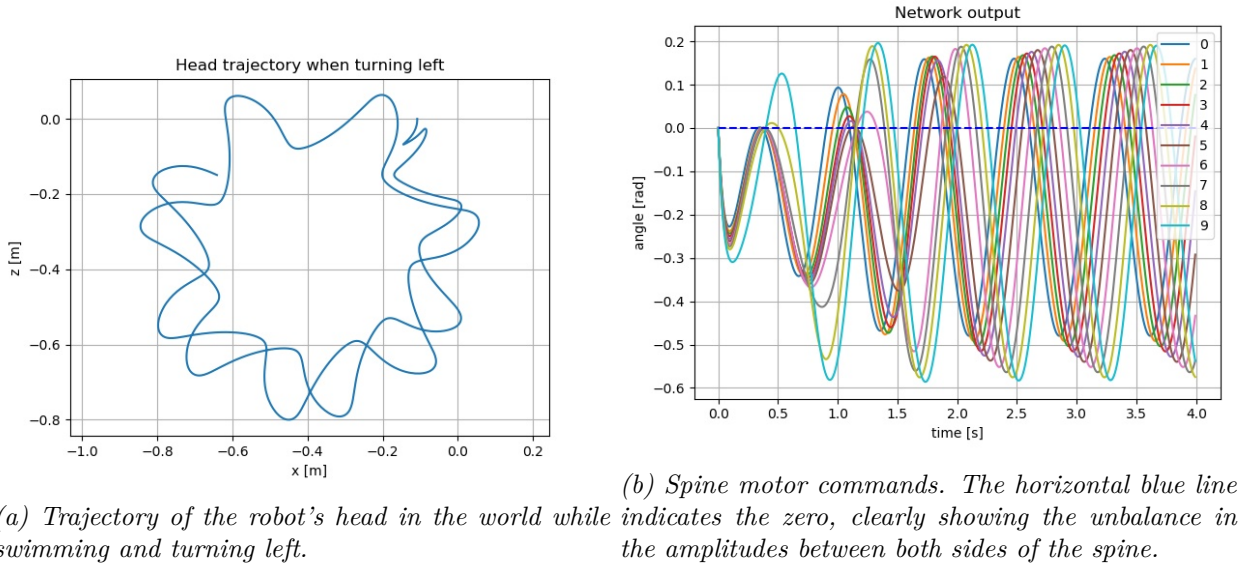 Head trajectory when turning left
0.0
−0.2
−0.4
−0.6
−0.8
z [m]
−1.0 −0.8 −0.6 −0.4 −0.2 0.0 0.2
x [m]
(a) Trajectory of the robot's head in the world while
swimming and turning left.
Network output
0.2
0.1
0.0
−0.1
−0.2
−0.3
−0.4
−0.5
−0.6
angle [rad]
0
1
2
3
4
5
6
7
8
9
0.0 0.5 1.0 1.5 2.0 2.5 3.0 3.5 4.0
time [s]
(b) Spine motor commands. The horizontal blue line
indicates the zero, clearly showing the unbalance in
the amplitudes between both sides of the spine.